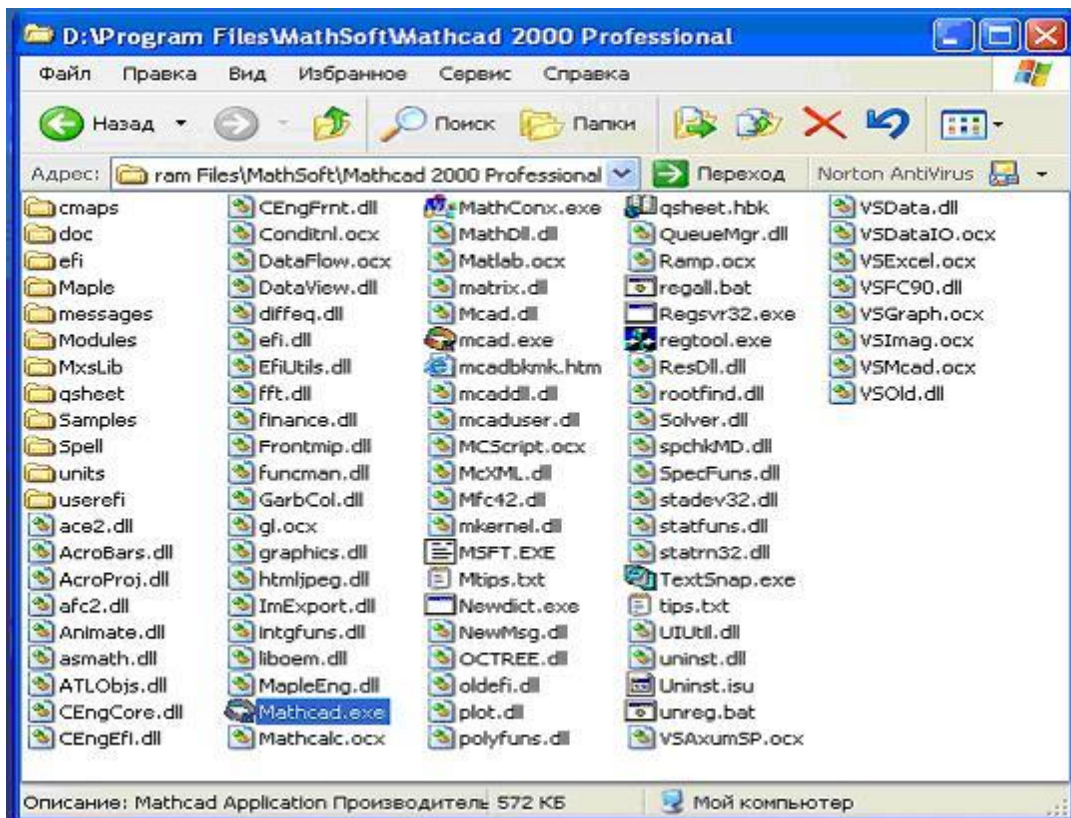 D:\Program Files\MathSoft\Mathcad 2000 Professional
Файл Правка Вид Избранное Сервис Справка
Назад Поиск Папки
Адрес: ram Files\MathSoft\Mathcad 2000 Professional Переход Norton AntiVirus
cmaps
doc
efi
Maple
messages
Modules
MxsLib
qsheet
Samples
Spell
units
userefi
ace2.dll
AcroBars.dll
AcroProj.dll
afc2.dll
Animate.dll
asmath.dll
ATLObjs.dll
CEngCore.dll
CEngEfi.dll
CEngFrnt.dll
Conditnl.ocx
DataFlow.ocx
DataView.dll
diffeq.dll
efi.dll
EfiUtils.dll
fft.dll
finance.dll
Frontmip.dll
funcman.dll
GarbCol.dll
gl.ocx
graphics.dll
htmljpeg.dll
ImExport.dll
intgfuns.dll
liboem.dll
MapleEng.dll
Mathcad.exe
Mathcalc.ocx
MathConx.exe
MathDll.dll
Matlab.ocx
matrix.dll
Mcad.dll
mcad.exe
mcadbkmk.htm
mcaddll.dll
mcaduser.dll
MCScript.ocx
McXML.dll
Mfc42.dll
mkernel.dll
MSFT.EXE
Mtips.txt
Newdict.exe
NewMsg.dll
OCTREE.dll
oldefi.dll
plot.dll
polyfuns.dll
qsheet.hbk
QueueMgr.dll
Ramp.ocx
regall.bat
Regsvr32.exe
regtool.exe
ResDll.dll
rootfind.dll
Solver.dll
spchkMD.dll
SpecFuns.dll
stadev32.dll
statfuns.dll
statrn32.dll
TextSnap.exe
tips.txt
UIUtil.dll
uninst.dll
Uninst.isu
unreg.bat
VSAxumSP.ocx
VSData.dll
VSDataIO.ocx
VSExcel.ocx
VSFC90.dll
VSGraph.ocx
VSImag.ocx
VSMcad.ocx
VSOld.dll
Описание: Mathcad Application Производитель 572 КБ Мой компьютер